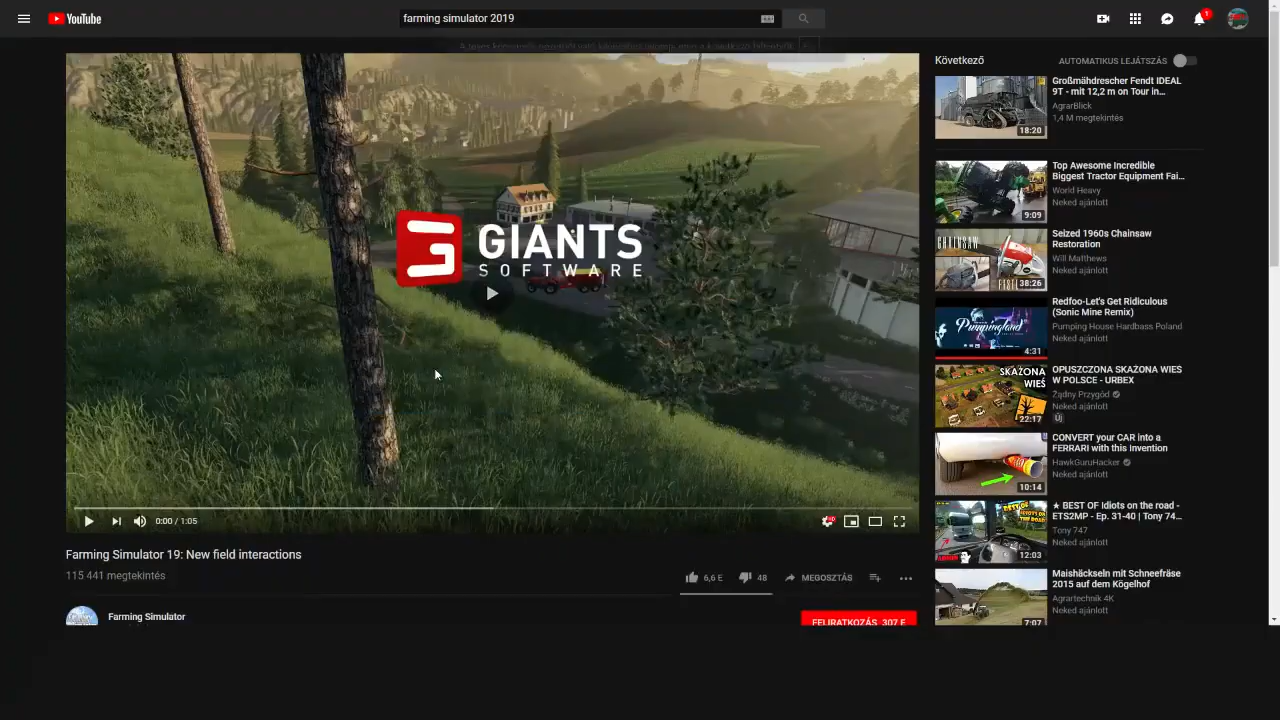 YouTube
farming simulator 2019
1
GIANTS
SOFTWARE
0:00 / 1:05
HD
Farming Simulator 19: New field interactions
115 441 megtekintés
6,6 E
48
MEGOSZTÁS
Farming Simulator
FELIRATKOZÁS 307 E
Következő
AUTOMATIKUS LEJÁTSZÁS
18:20
Großmähdrescher Fendt IDEAL
9T - mit 12,2 m on Tour in…
AgrarBlick
1,4 M megtekintés
9:09
Top Awesome Incredible
Biggest Tractor Equipment Fai…
World Heavy
Neked ajánlott
CHAINSAW
38:26
Seized 1960s Chainsaw
Restoration
Will Matthews
Neked ajánlott
Pumpingland
4:31
Redfoo-Let's Get Ridiculous
(Sonic Mine Remix)
Pumping House Hardbass Poland
Neked ajánlott
SKAŻONA
WIEŚ
22:17
OPUSZCZONA SKAŻONA WIEŚ
W POLSCE - URBEX
Żądny Przygód
Neked ajánlott
Új
10:14
CONVERT your CAR into a
FERRARI with this Invention
HawkGuruHacker
Neked ajánlott
12:03
★ BEST OF Idiots on the road -
ETS2MP - Ep. 31-40 | Tony 74…
Tony 747
Neked ajánlott
7:07
Maishäckseln mit Schneefräse
2015 auf dem Kögelhof
Agrartechnik 4K
Neked ajánlott